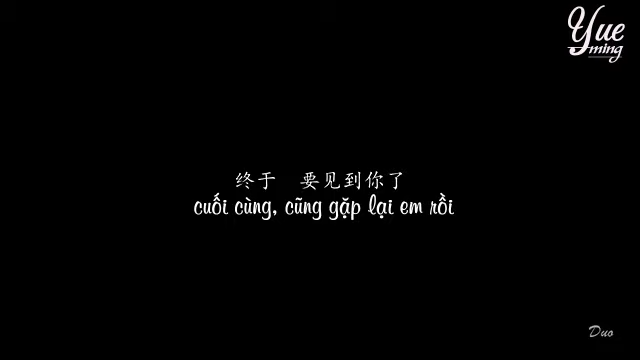 Yue
ming
终于 要见到你了
cuối cùng, cũng gặp lại em rồi
Duo